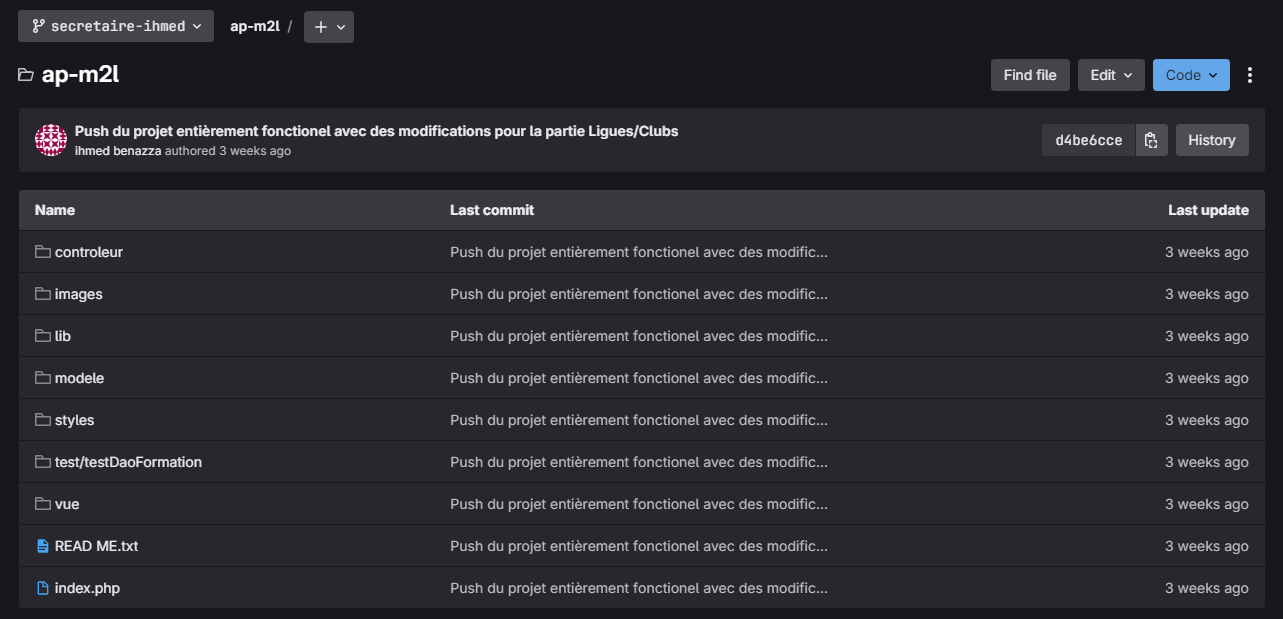 secretaire-ihmed ap-m2l / +
ap-m2l Find file Edit Code
Push du projet entièrement fonctionel avec des modifications pour la partie Ligues/Clubs
ihmed benazza authored 3 weeks ago d4be6cce History
Name Last commit Last update
controleur Push du projet entièrement fonctionel avec des modific... 3 weeks ago
images Push du projet entièrement fonctionel avec des modific... 3 weeks ago
lib Push du projet entièrement fonctionel avec des modific... 3 weeks ago
modele Push du projet entièrement fonctionel avec des modific... 3 weeks ago
styles Push du projet entièrement fonctionel avec des modific... 3 weeks ago
test/testDaoFormation Push du projet entièrement fonctionel avec des modific... 3 weeks ago
vue Push du projet entièrement fonctionel avec des modific... 3 weeks ago
READ ME.txt Push du projet entièrement fonctionel avec des modific... 3 weeks ago
index.php Push du projet entièrement fonctionel avec des modific... 3 weeks ago